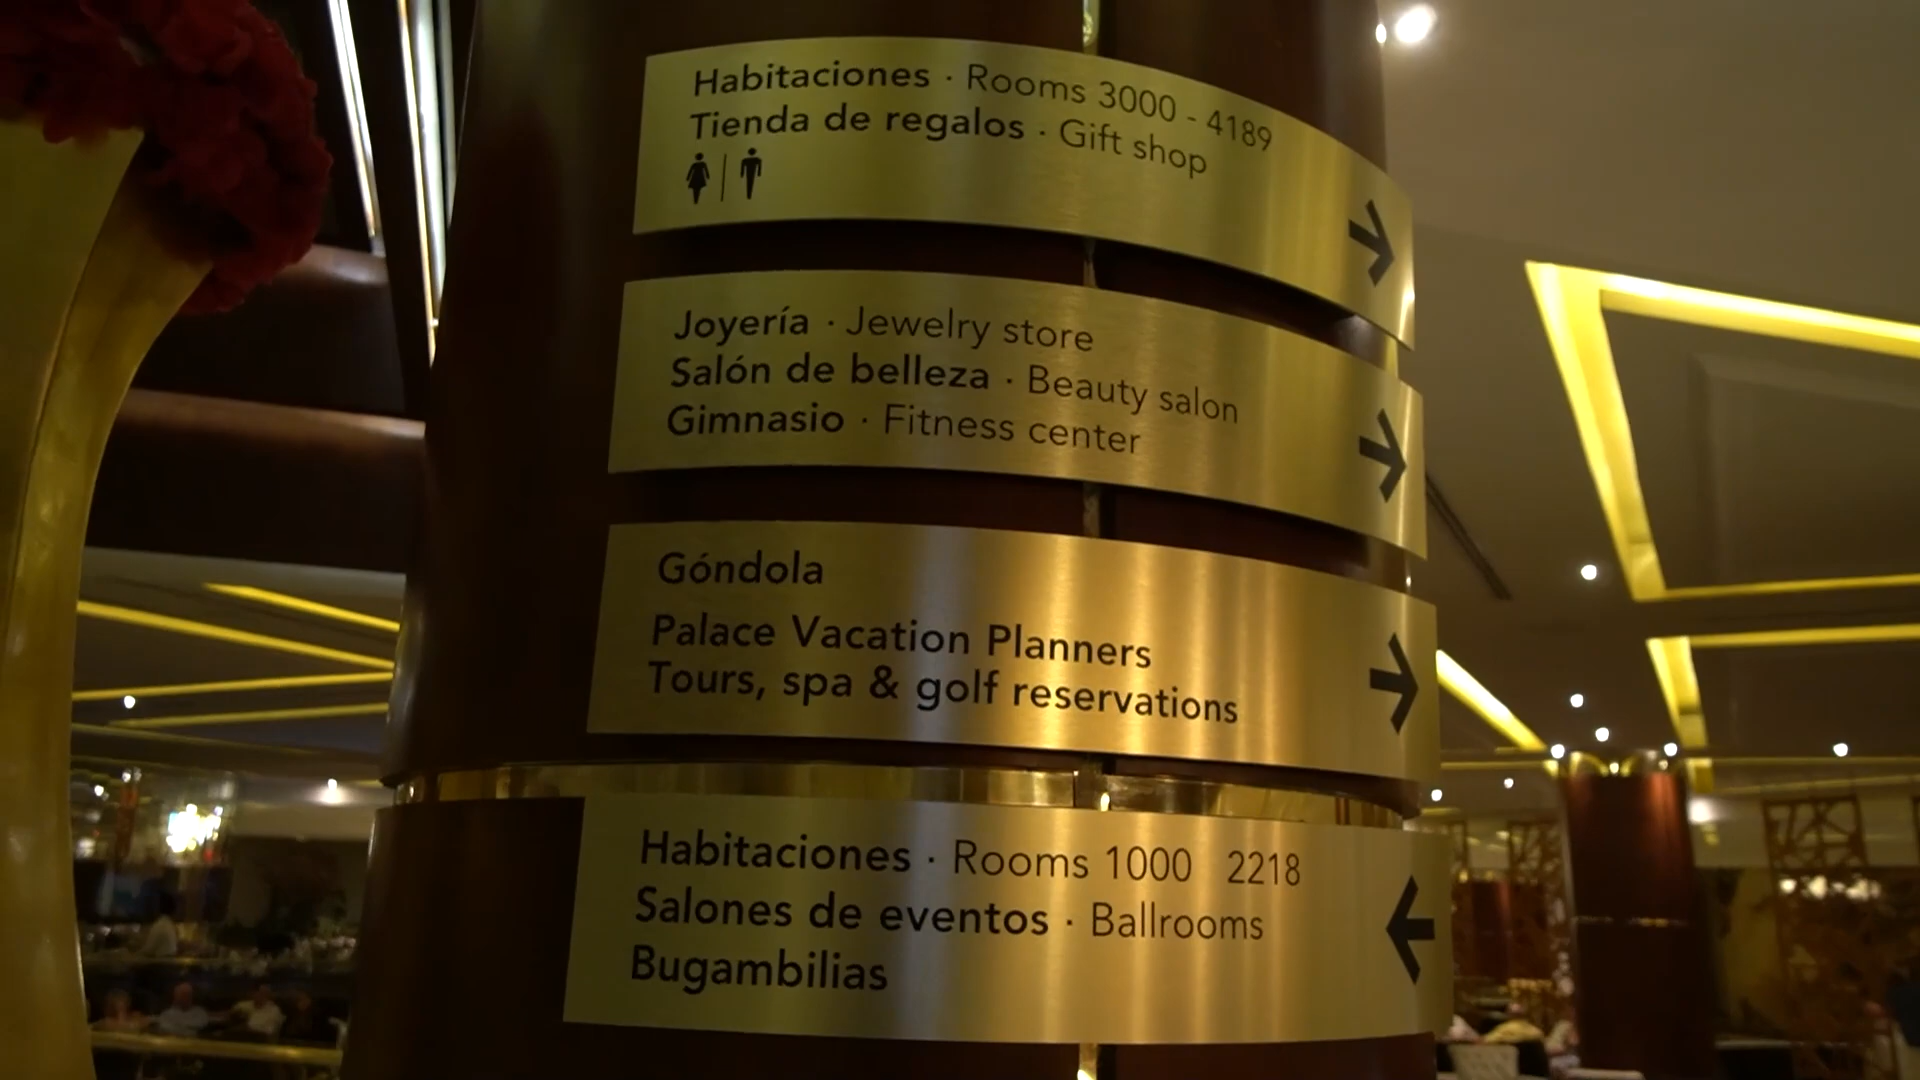 Habitaciones · Rooms 3000 - 4189
Tienda de regalos · Gift shop
Joyería · Jewelry store
Salón de belleza · Beauty salon
Gimnasio · Fitness center
Góndola
Palace Vacation Planners
Tours, spa & golf reservations
Habitaciones · Rooms 1000 2218
Salones de eventos · Ballrooms
Bugambilias